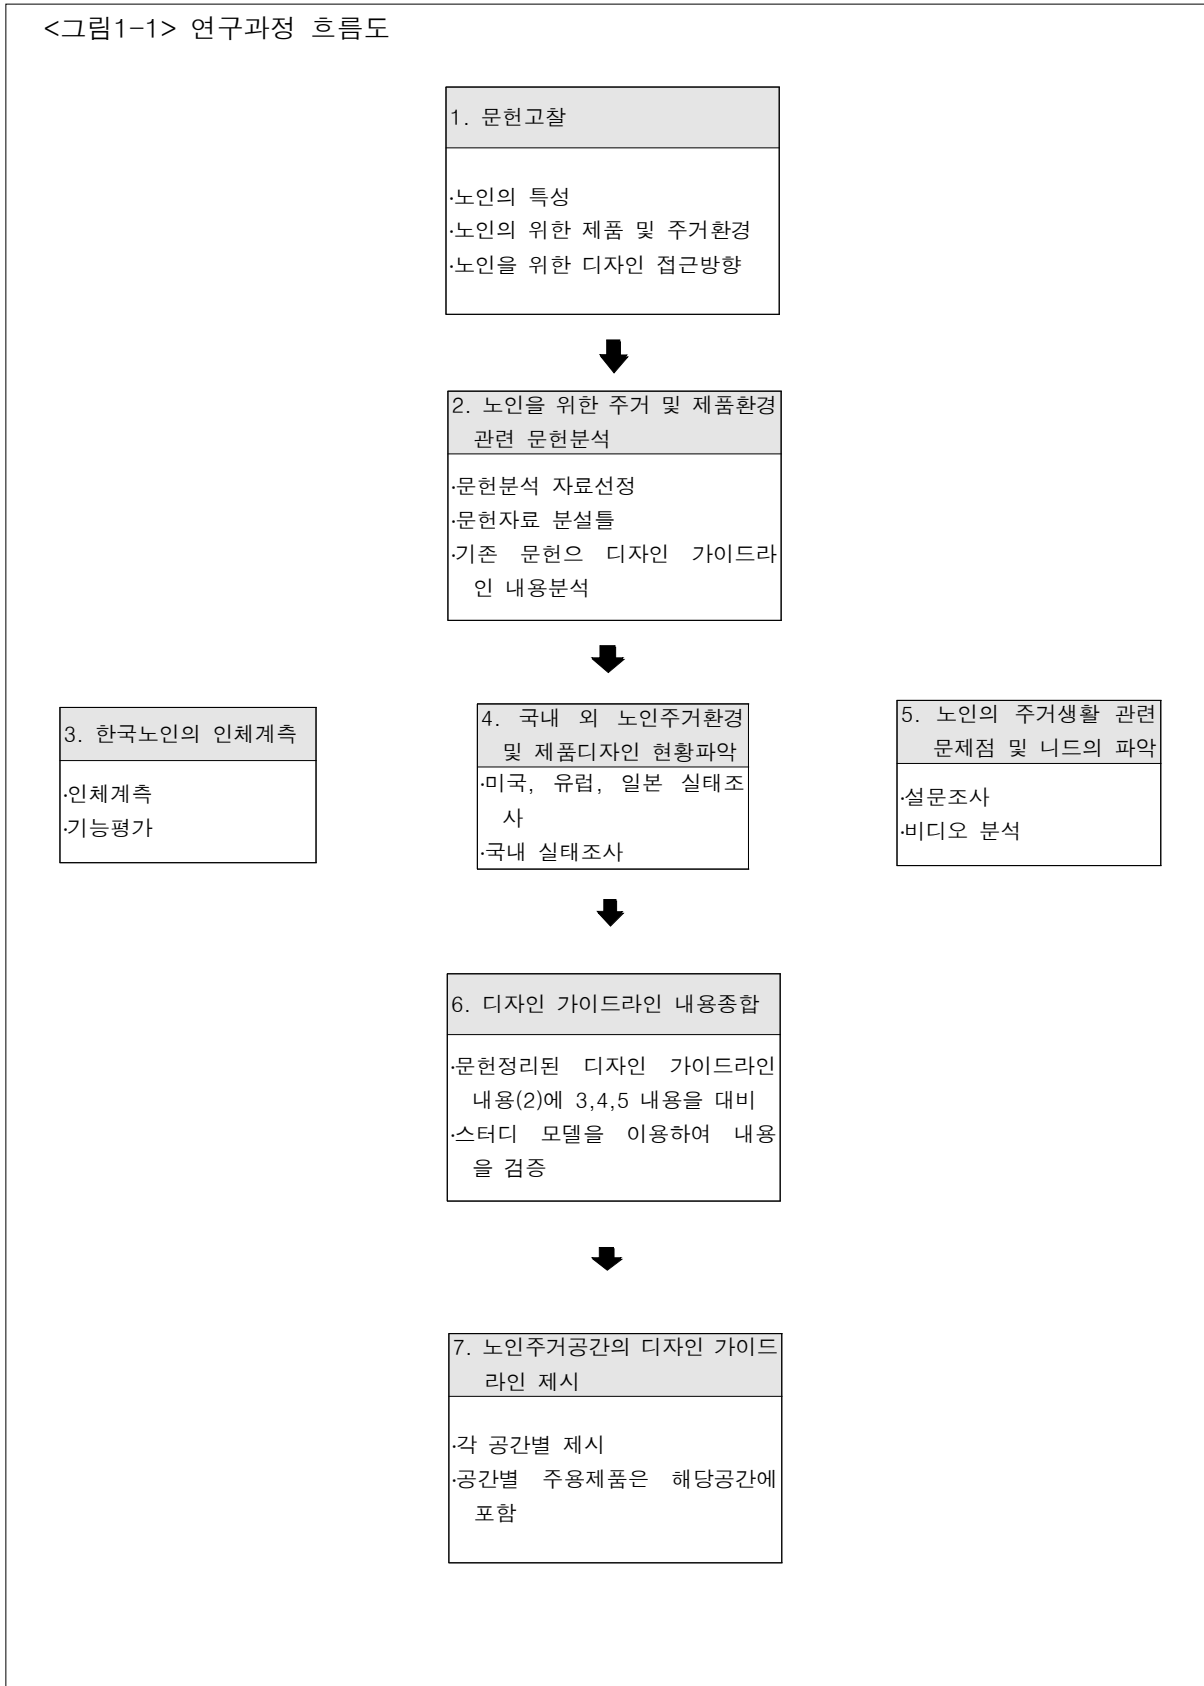 <그림1-1> 연구과정 흐름도
1. 문헌고찰
·노인의 특성
·노인의 위한 제품 및 주거환경
·노인을 위한 디자인 접근방향
2. 노인을 위한 주거 및 제품환경
관련 문헌분석
·문헌분석 자료선정
·문헌자료 분설틀
·기존 문헌으 디자인 가이드라
인 내용분석
3. 한국노인의 인체계측
·인체계측
·기능평가
4. 국내 외 노인주거환경
및 제품디자인 현황파악
·미국, 유럽, 일본 실태조
사
·국내 실태조사
5. 노인의 주거생활 관련
문제점 및 니드의 파악
·설문조사
·비디오 분석
6. 디자인 가이드라인 내용종합
·문헌정리된 디자인 가이드라인
내용(2)에 3,4,5 내용을 대비
·스터디 모델을 이용하여 내용
을 검증
7. 노인주거공간의 디자인 가이드
라인 제시
·각 공간별 제시
·공간별 주용제품은 해당공간에
포함